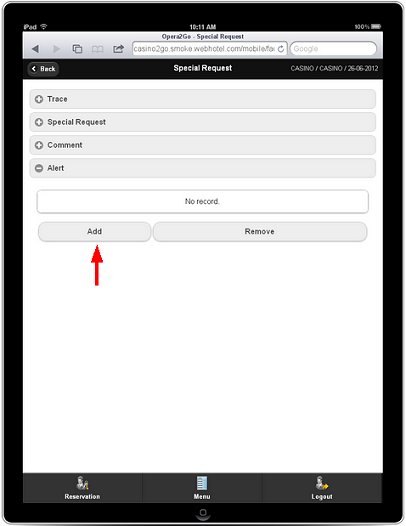 iPad 10:11 AM 100%
Opera2Go - Special Request
casino2go.smoke.webhotel.com/mobile/fac Google
Back Special Request CASINO / CASINO / 26-06-2012
Trace
Special Request
Comment
Alert
No record.
Add Remove
Reservation Menu Logout